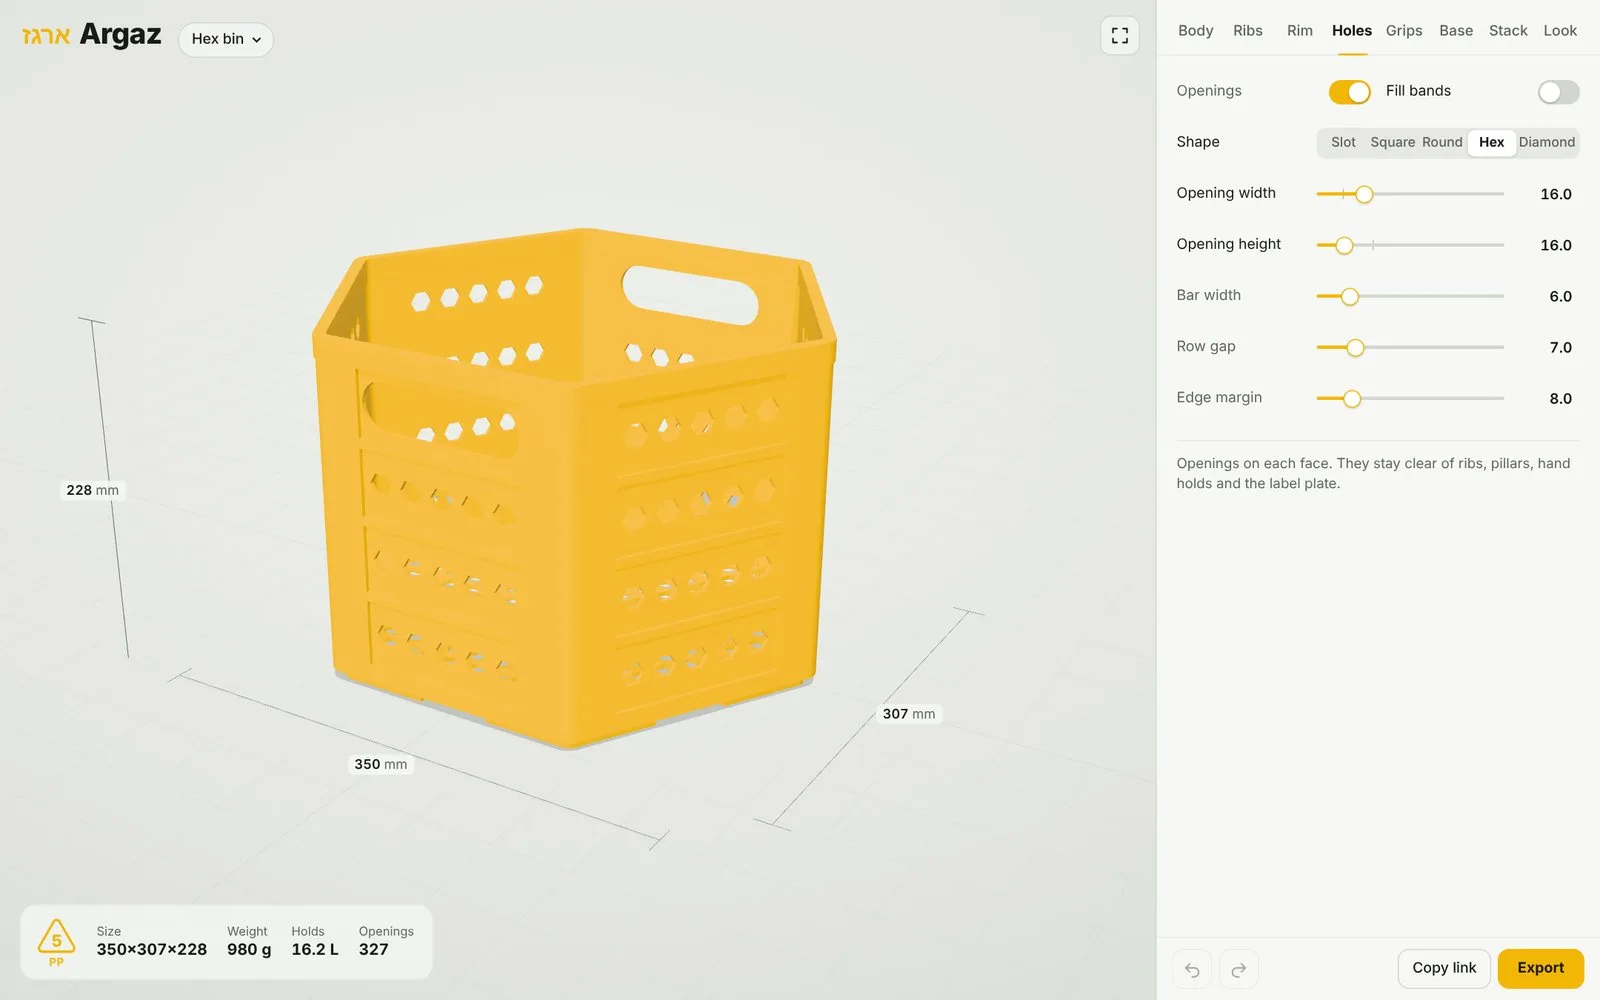 ארגז Argaz
Hex bin
Body Ribs Rim Holes Grips Base Stack Look
Openings Fill bands
Shape Slot Square Round Hex Diamond
Opening width 16.0
Opening height 16.0
Bar width 6.0
Row gap 7.0
Edge margin 8.0
Openings on each face. They stay clear of ribs, pillars, hand
holds and the label plate.
228 mm
350 mm
307 mm
5
PP
Size Weight Holds Openings
350×307×228 980 g 16.2 L 327
Copy link Export